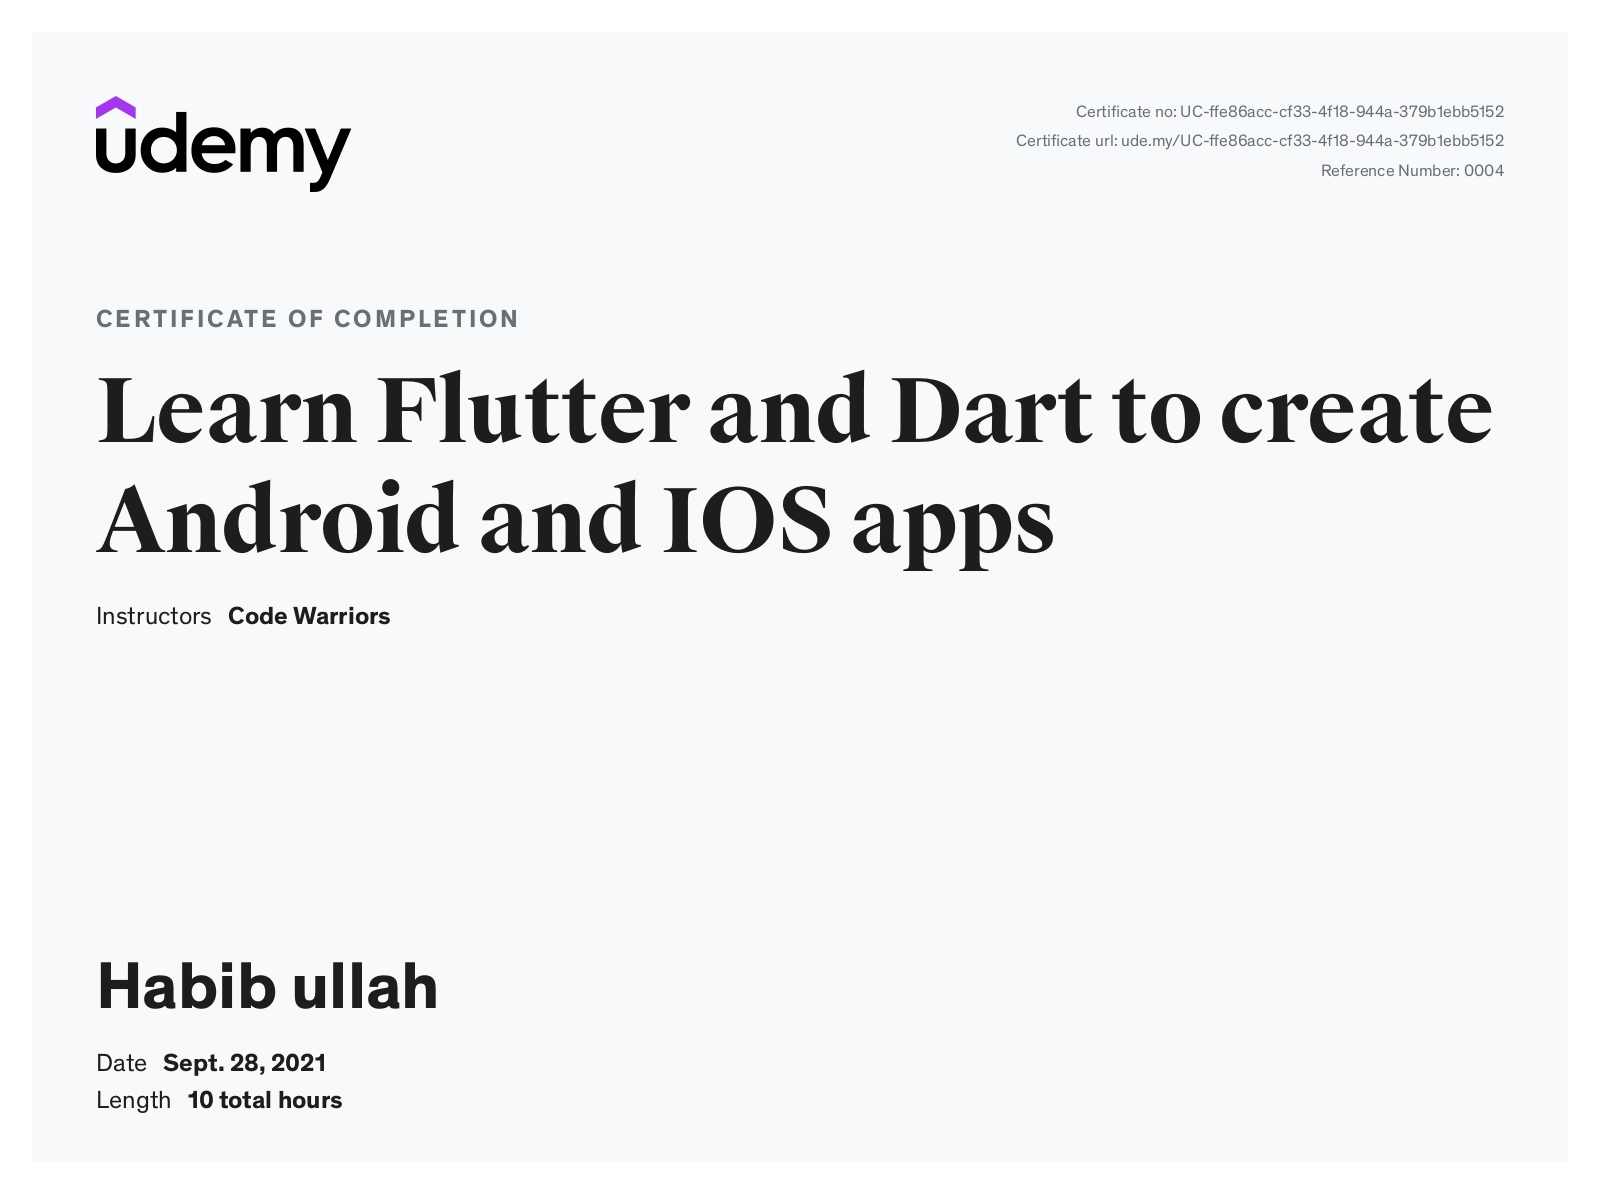 udemy
Certificate no: UC-ffe86acc-cf33-4f18-944a-379b1ebb5152
Certificate url: ude.my/UC-ffe86acc-cf33-4f18-944a-379b1ebb5152
Reference Number: 0004
CERTIFICATE OF COMPLETION
Learn Flutter and Dart to create
Android and IOS apps
Instructors Code Warriors
Habib ullah
Date Sept. 28, 2021
Length 10 total hours